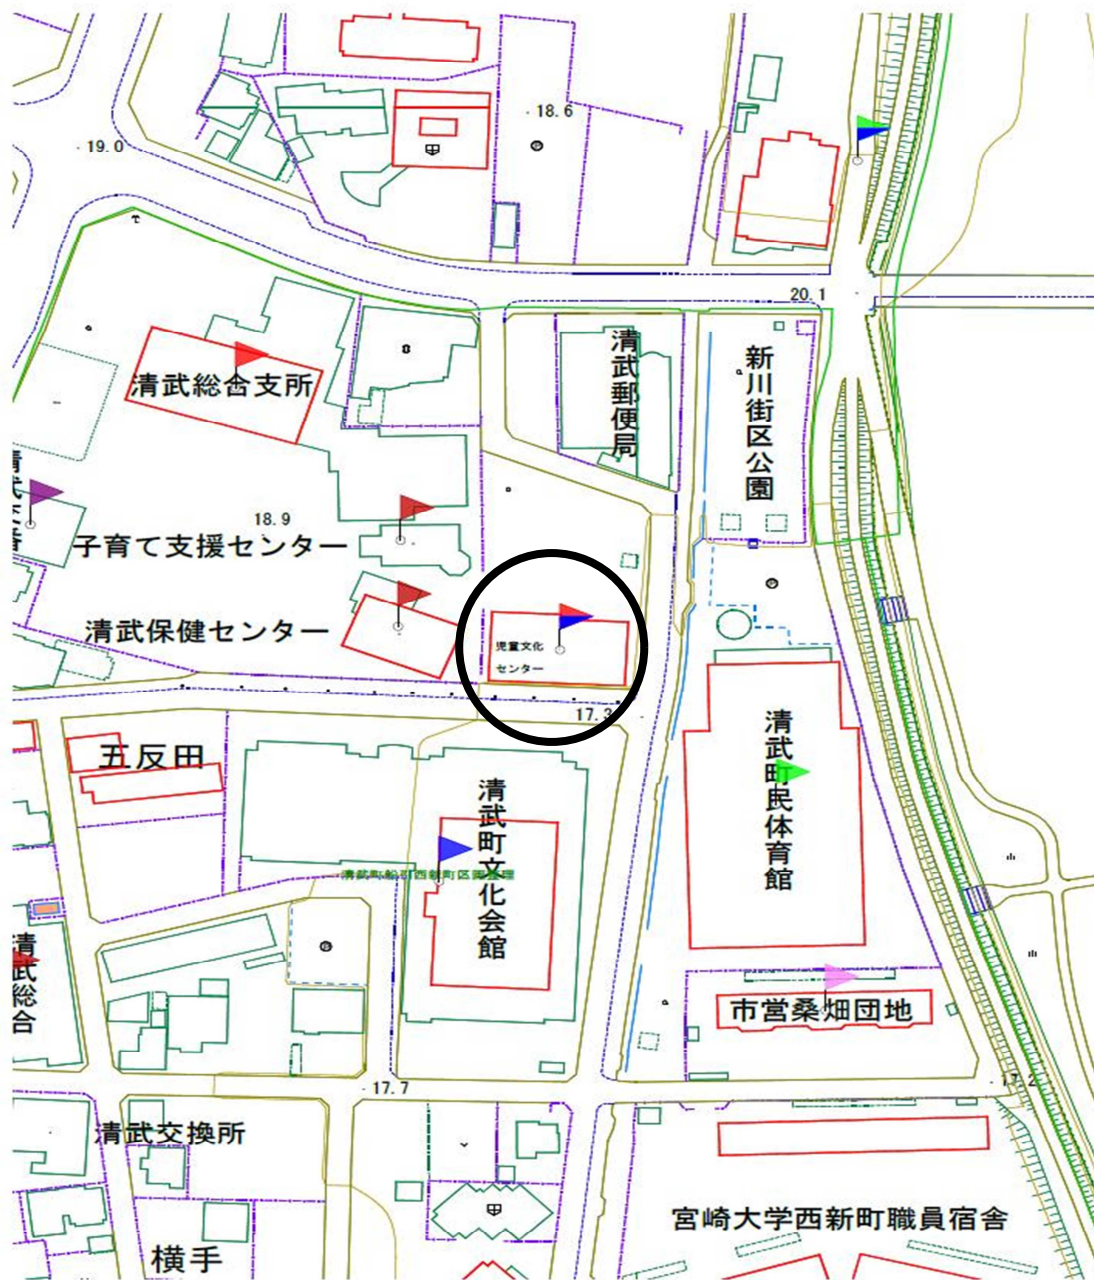 18.6
19.0
20.1
清武郵便局
新川街区公園
清武総合支所
18.9
子育て支援センター
清武保健センター
児童文化
センター
17.3
五反田
清武町民体育館
清武町文化会館
清武総合
市営桑畑団地
17.7
17.2
清武交換所
宮崎大学西新町職員宿舎
横手